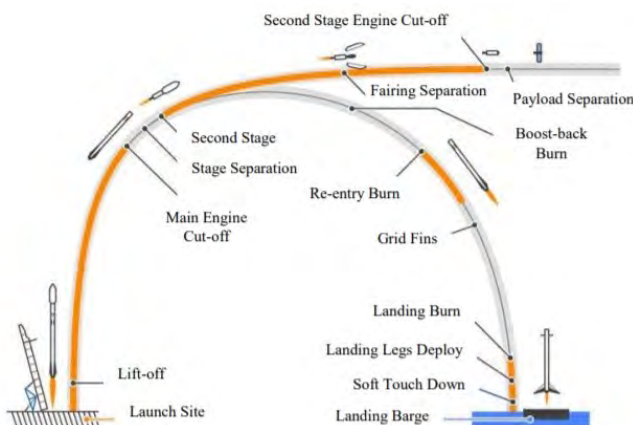 Second Stage Engine Cut-off
Fairing Separation
Payload Separation
Boost-back
Burn
Second Stage
Stage Separation
Re-entry Burn
Main Engine
Cut-off
Grid Fins
Landing Burn
Landing Legs Deploy
Lift-off
Soft Touch Down
Launch Site
Landing Barge